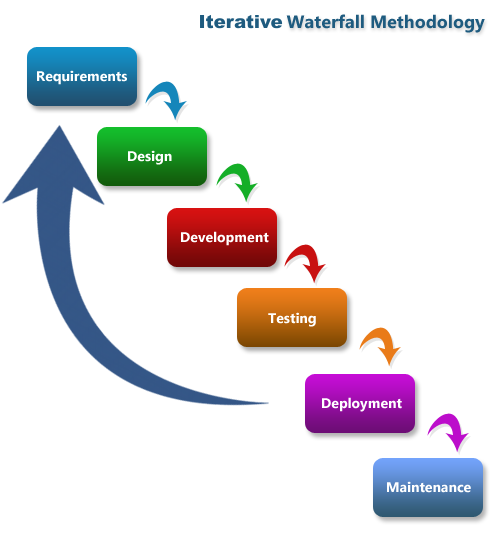 Iterative Waterfall Methodology
Requirements
Design
Development
Testing
Deployment
Maintenance